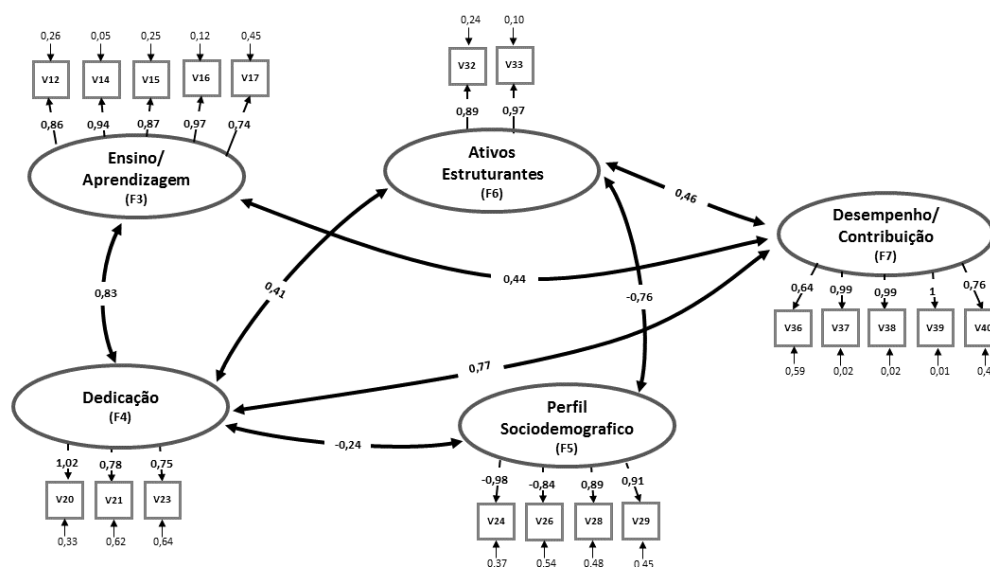 0,26 0,05 0,25 0,12 0,45
V12 V14 V15 V16 V17
0,86 0,94 0,87 0,97 0,74
Ensino/
Aprendizagem
(F3)
0,24 0,10
V32 V33
0,89 0,97
Ativos
Estruturantes
(F6)
0,46
Desempenho/
Contribuição
(F7)
0,64 0,99 0,99 1 0,76
V36 V37 V38 V39 V40
0,59 0,02 0,02 0,01 0,4
0,83
0,41
0,44
-0,76
0,77
-0,24
Dedicação
(F4)
1,02 0,78 0,75
V20 V21 V23
0,33 0,62 0,64
Perfil
Sociodemografico
(F5)
-0,98 -0,84 0,89 0,91
V24 V26 V28 V29
0,37 0,54 0,48 0,45